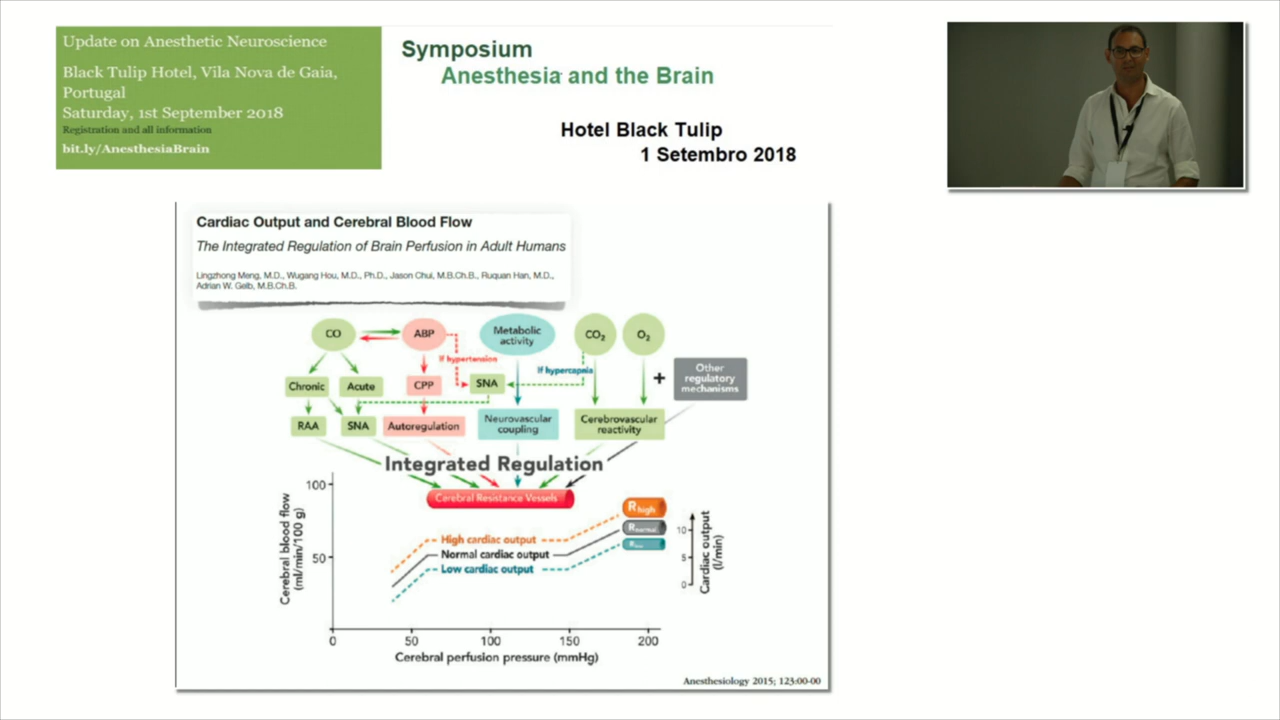 Update on Anesthetic Neuroscience
Black Tulip Hotel, Vila Nova de Gaia,
Portugal
Saturday, 1st September 2018
Registration and all information
bit.ly/AnesthesiaBrain
Symposium
Anesthesia and the Brain
Hotel Black Tulip
1 Setembro 2018
Cardiac Output and Cerebral Blood Flow
The Integrated Regulation of Brain Perfusion in Adult Humans
Lingzhong Meng, M.D., Wugang Hou, M.D., Ph.D., Jason Chui, M.B.Ch.B., Ruquan Han, M.D.,
Adrian W. Gelb, M.B.Ch.B.
CO
ABP
Metabolic
activity
CO₂
O₂
If hypertension
If hypercapnia
Other
regulatory
mechanisms
+
Chronic
Acute
CPP
SNA
RAA
SNA
Autoregulation
Neurovascular
coupling
Cerebrovascular
reactivity
Integrated Regulation
Cerebral Resistance Vessels
Cerebral blood flow
(ml/min/100 g)
100
50
High cardiac output
Normal cardiac output
Low cardiac output
R high
R normal
10
5
0
Cardiac output
(l/min)
0
50
100
150
200
Cerebral perfusion pressure (mmHg)
Anesthesiology 2015; 123:00-00